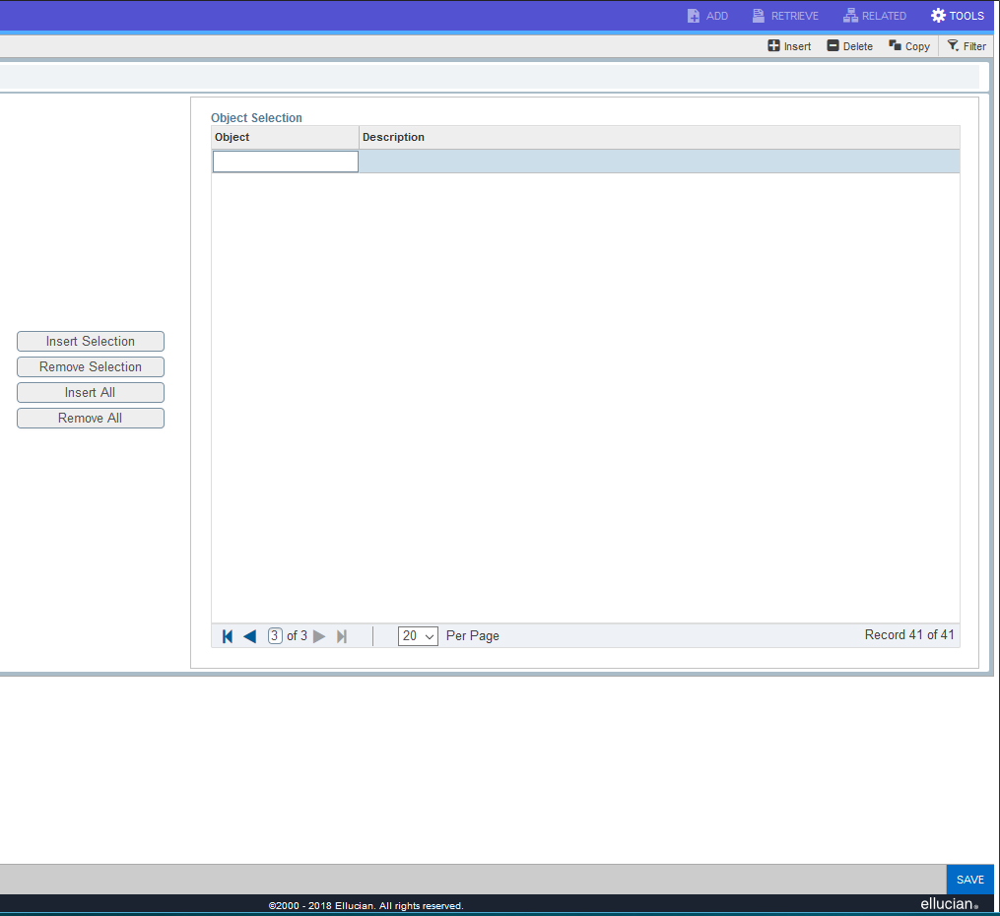 ADD RETRIEVE RELATED TOOLS
Insert Delete Copy Filter
Object Selection
Object Description
Insert Selection
Remove Selection
Insert All
Remove All
3 of 3 20 Per Page Record 41 of 41
SAVE
©2000 - 2018 Ellucian. All rights reserved. ellucian®